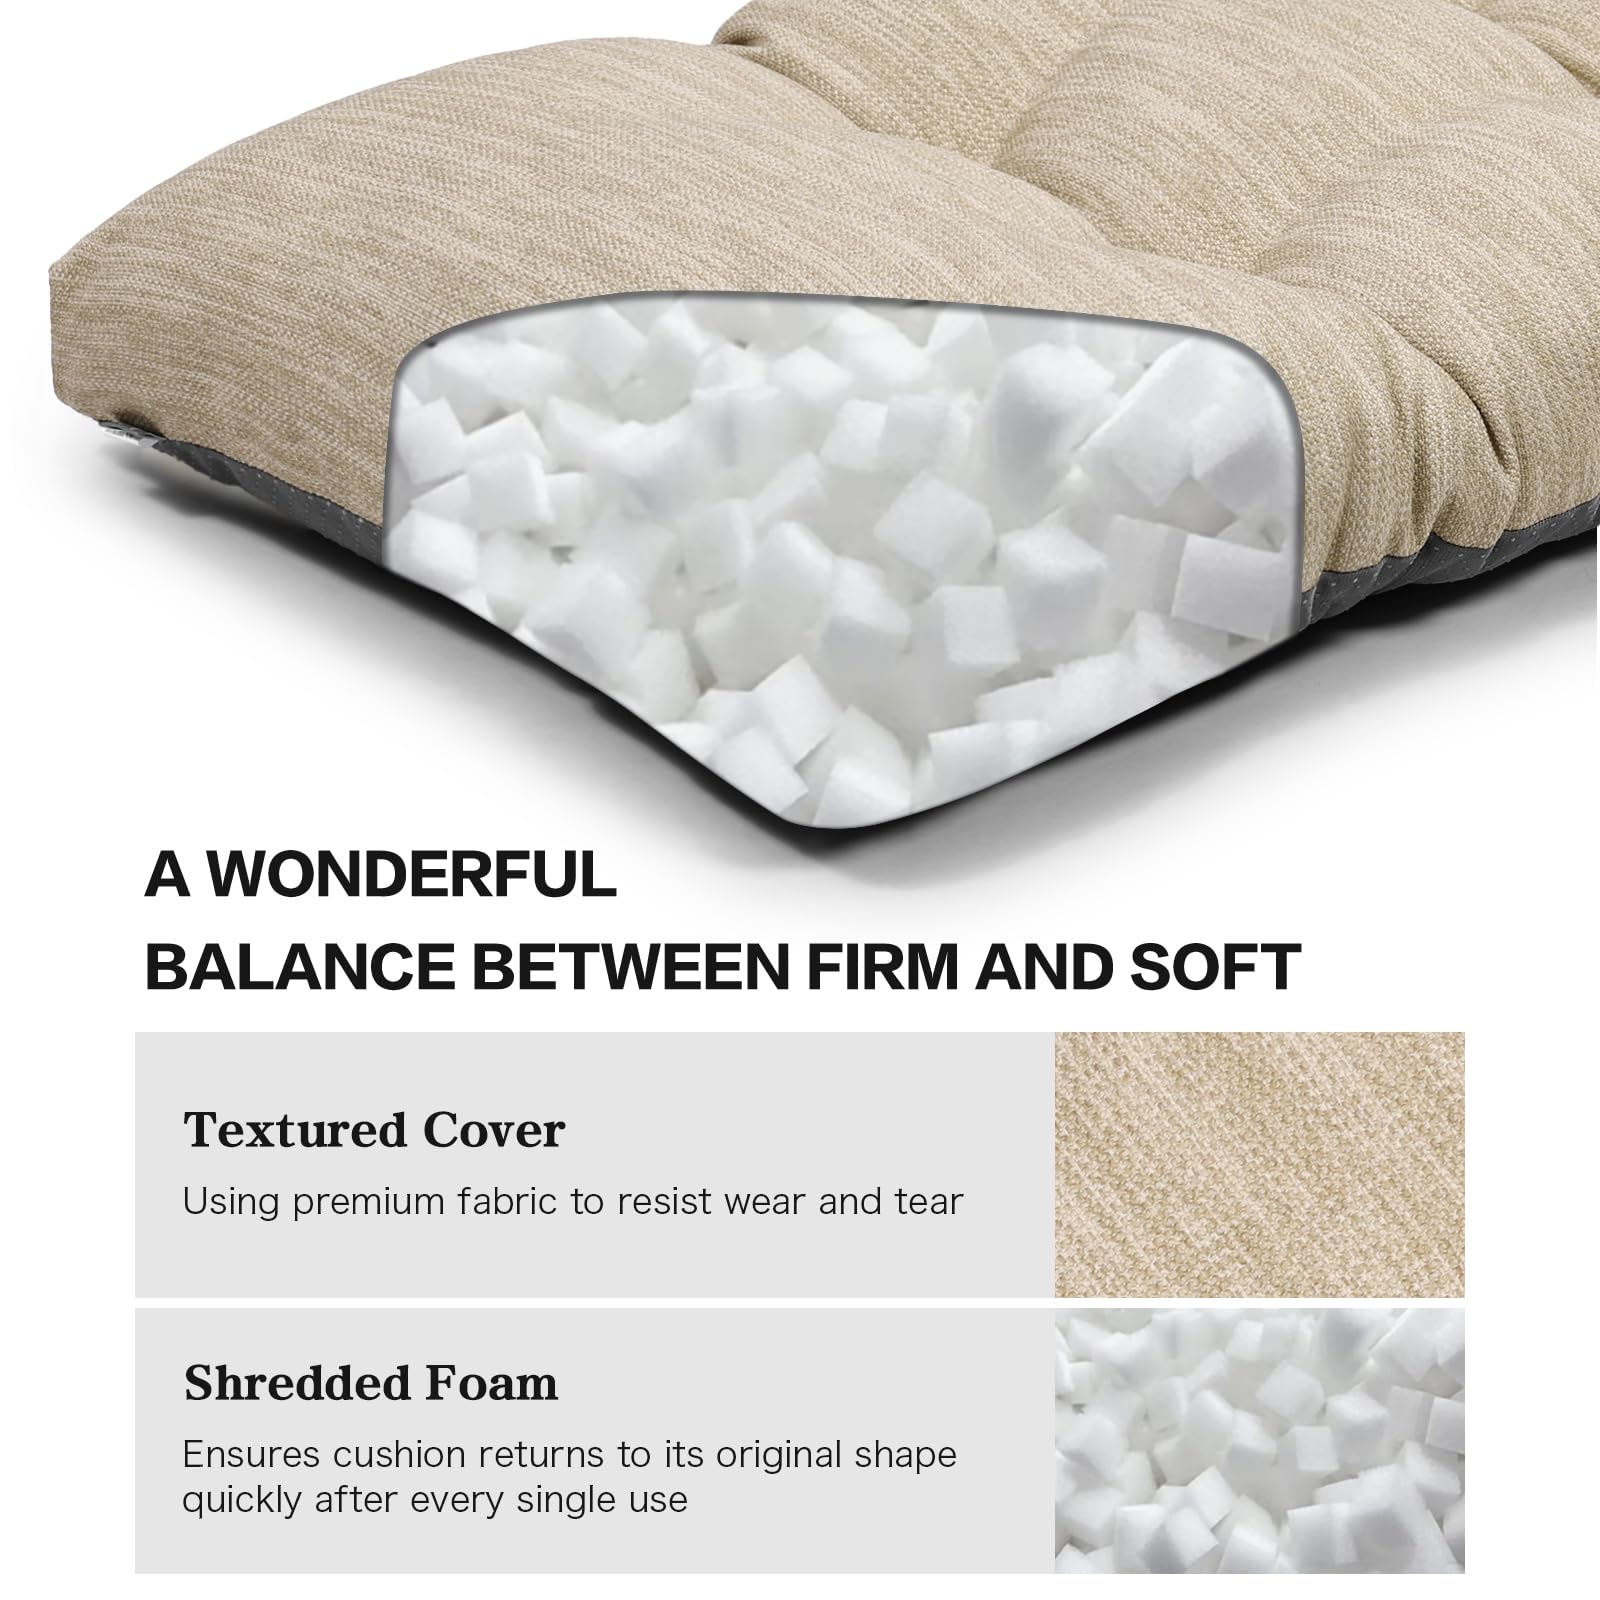 A WONDERFUL
BALANCE BETWEEN FIRM AND SOFT
Textured Cover
Using premium fabric to resist wear and tear
Shredded Foam
Ensures cushion returns to its original shape
quickly after every single use